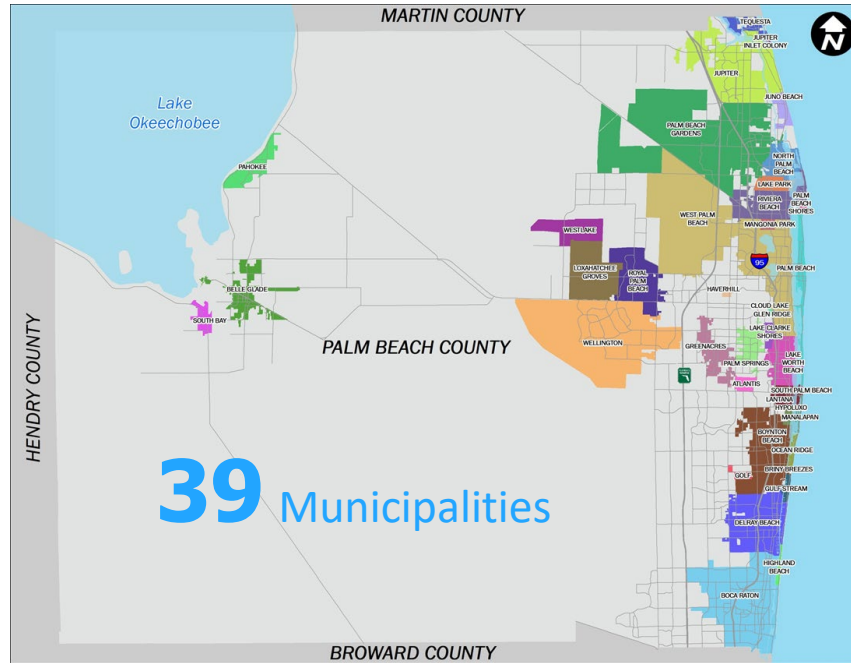 MARTIN COUNTY
N
TEQUESTA
JUPITER
INLET COLONY
JUPITER
JUNO BEACH
Lake
Okeechobee
PALM BEACH
GARDENS
NORTH
PALM
BEACH
PAHOKEE
LAKE PARK
RIVIERA
BEACH
PALM
BEACH
SHORES
WEST PALM
BEACH
MANGONIA PARK
WESTLAKE
95
LOXAHATCHEE
GROVES
ROYAL
PALM
BEACH
PALM BEACH
HAVERHILL
BELLE GLADE
CLOUD LAKE
GLEN RIDGE
SOUTH BAY
LAKE CLARKE
SHORES
WELLINGTON
GREENACRES
PALM BEACH COUNTY
LAKE
WORTH
BEACH
PALM SPRINGS
ATLANTIS
SOUTH PALM BEACH
LANTANA
HYPOLUXO
MANALAPAN
HENDRY COUNTY
BOYNTON
BEACH
OCEAN RIDGE
BRINY BREEZES
GOLF
GULF STREAM
39 Municipalities
DELRAY BEACH
HIGHLAND
BEACH
BOCA RATON
BROWARD COUNTY